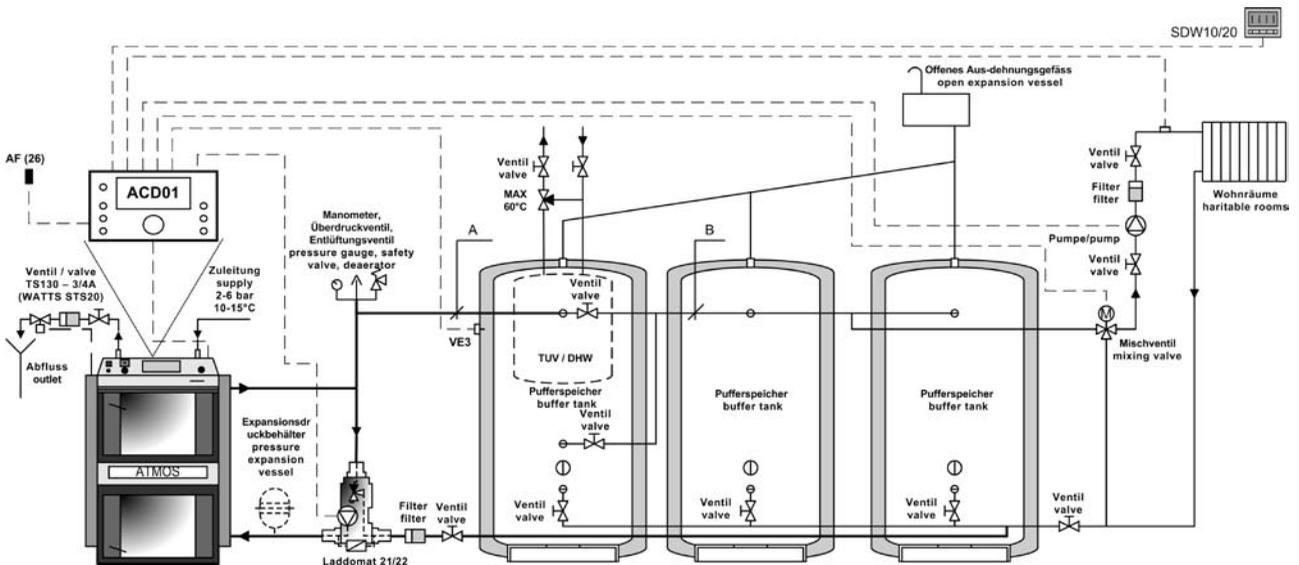 SDW10/20
Offenes Aus-dehnungsgefäss
open expansion vessel
AF (26)
ACD01
Ventil
valve
MAX
60°C
Ventil
valve
Filter
filter
Wohnräume
haritable rooms
Pumpe/pump
Ventil
valve
Manometer,
Überdruckventil,
Entlüftungsventil
pressure gauge, safety
valve, deaerator
A
B
Ventil / valve
TS130 – 3/4A
(WATTS STS20)
Zuleitung
supply
2-6 bar
10-15°C
Ventil
valve
M
VE3
Mischventil
mixing valve
TUV / DHW
Abfluss
outlet
Pufferspeicher
buffer tank
Pufferspeicher
buffer tank
Pufferspeicher
buffer tank
Ventil
valve
Expansionsdr
uckbehälter
pressure
expansion
vessel
ATMOS
Filter
filter
Ventil
valve
Ventil
valve
Ventil
valve
Ventil
valve
Ventil
valve
Laddomat 21/22